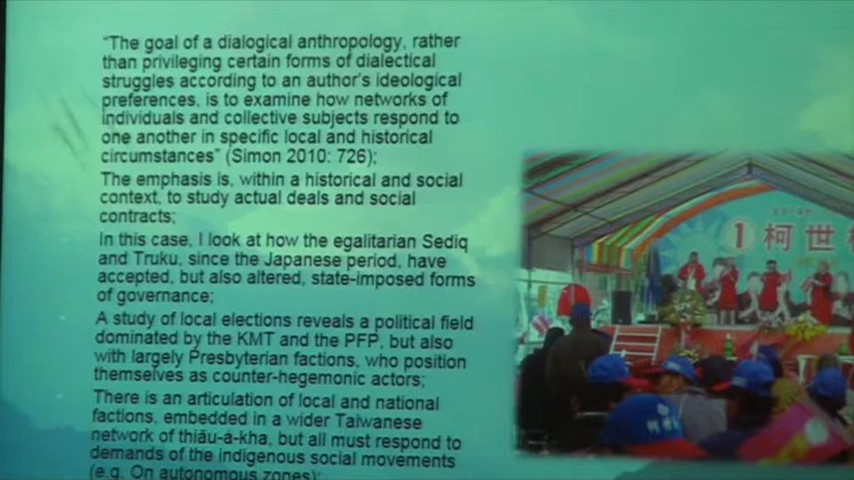 “The goal of a dialogical anthropology, rather
than privileging certain forms of dialectical
struggles according to an author's ideological
preferences, is to examine how networks of
individuals and collective subjects respond to
one another in specific local and historical
circumstances” (Simon 2010: 726);
The emphasis is, within a historical and social
context, to study actual deals and social
contracts;
In this case, I look at how the egalitarian Sediq
and Truku, since the Japanese period, have
accepted, but also altered, state-imposed forms
of governance;
A study of local elections reveals a political field
dominated by the KMT and the PFP, but also
with largely Presbyterian factions, who position
themselves as counter-hegemonic actors;
There is an articulation of local and national
factions, embedded in a wider Taiwanese
network of thiāu-á-kha, but all must respond to
demands of the indigenous social movements
(e.g. On autonomous zones);
1 柯世